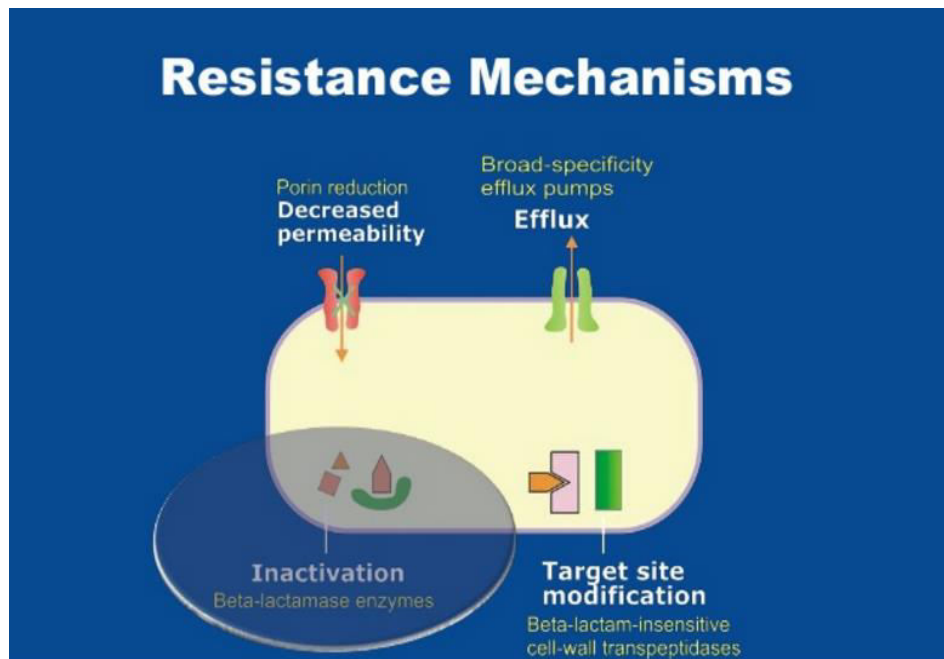 Resistance Mechanisms
Porin reduction
Decreased
permeability
Broad-specificity
efflux pumps
Efflux
Inactivation
Beta-lactamase enzymes
Target site
modification
Beta-lactam-insensitive
cell-wall transpeptidases